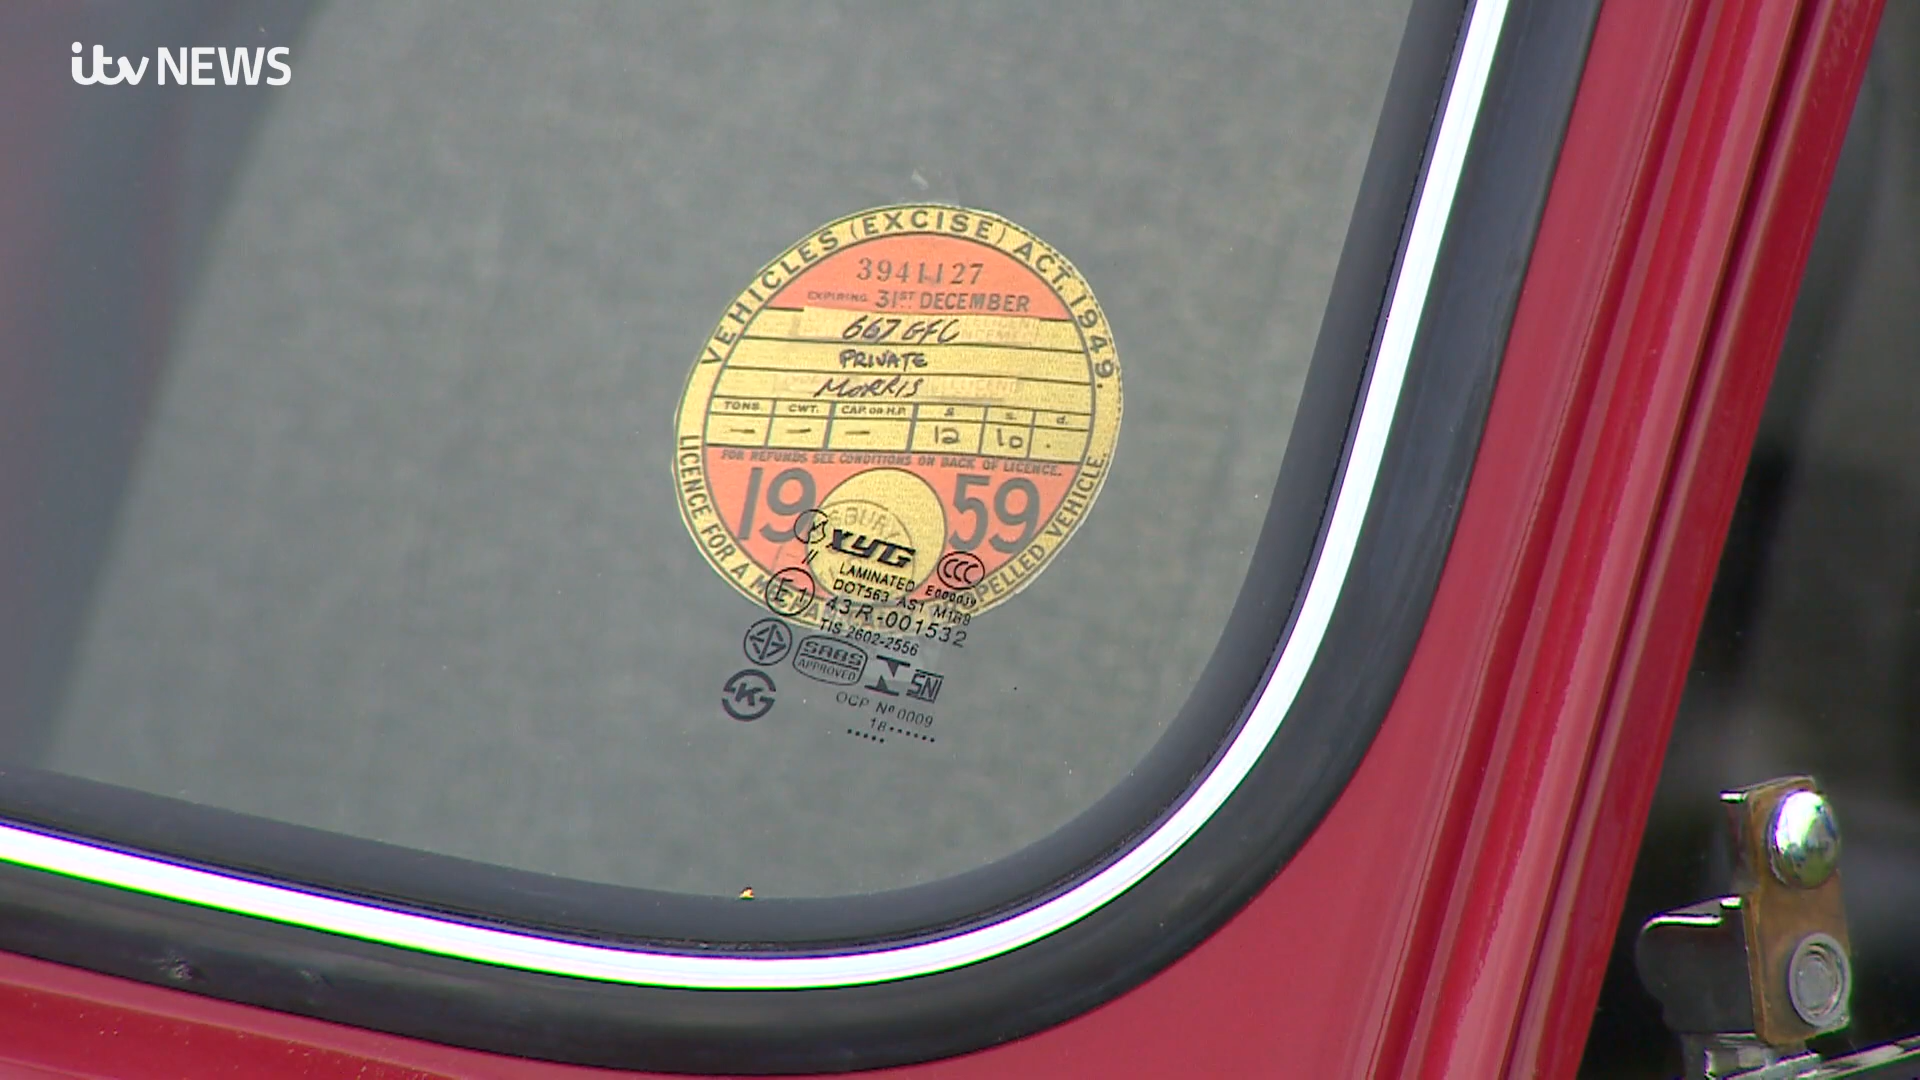 itv NEWS
VEHICLES (EXCISE) ACT, 1949.
3941127
EXPIRING 31ST DECEMBER
667 GFC
PRIVATE
MORRIS
TONS. CWT. CAP. OR H.P. £ s. d.
— — — 12 10 .
FOR REFUNDS SEE CONDITIONS ON BACK OF LICENCE.
19 59
LICENCE FOR A
VEHICLE.
XYG
LAMINATED E000039
CCC
DOT563 AS1 M188
E1 43R-001532
TIS 2602-2556
SABS
APPROVED
SNI
K
OCP Nº 0009
18